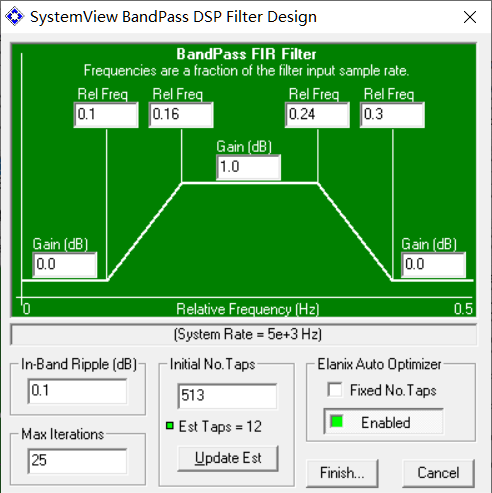 SystemView BandPass DSP Filter Design
BandPass FIR Filter
Frequencies are a fraction of the filter input sample rate.
Rel Freq Rel Freq Rel Freq Rel Freq
0.1 0.16 0.24 0.3
Gain (dB)
1.0
Gain (dB) Gain (dB)
0.0 0.0
0 Relative Frequency (Hz) 0.5
(System Rate = 5e+3 Hz)
In-Band Ripple (dB)
0.1
Max Iterations
25
Initial No.Taps
513
Est Taps = 12
Update Est
Elanix Auto Optimizer
Fixed No.Taps
Enabled
Finish... Cancel